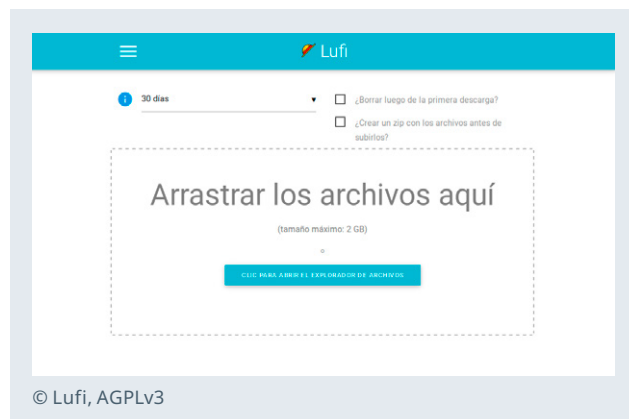 Lufi
30 días
¿Borrar luego de la primera descarga?
¿Crear un zip con los archivos antes de
subirlos?
Arrastrar los archivos aquí
(tamaño máximo: 2 GB)
o
CLIC PARA ABRIR EL EXPLORADOR DE ARCHIVOS
© Lufi, AGPLv3